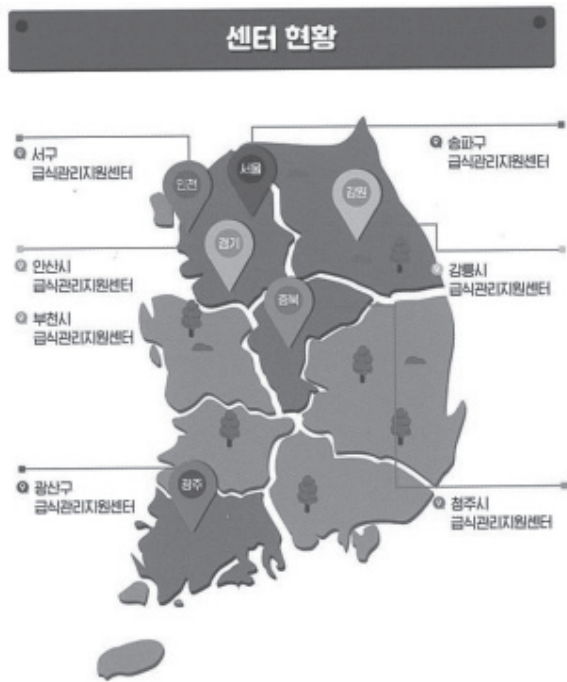 센터 현황
서구
급식관리지원센터
송파구
급식관리지원센터
인천
서울
강원
경기
안산시
급식관리지원센터
강릉시
급식관리지원센터
충북
부천시
급식관리지원센터
광주
광산구
급식관리지원센터
청주시
급식관리지원센터